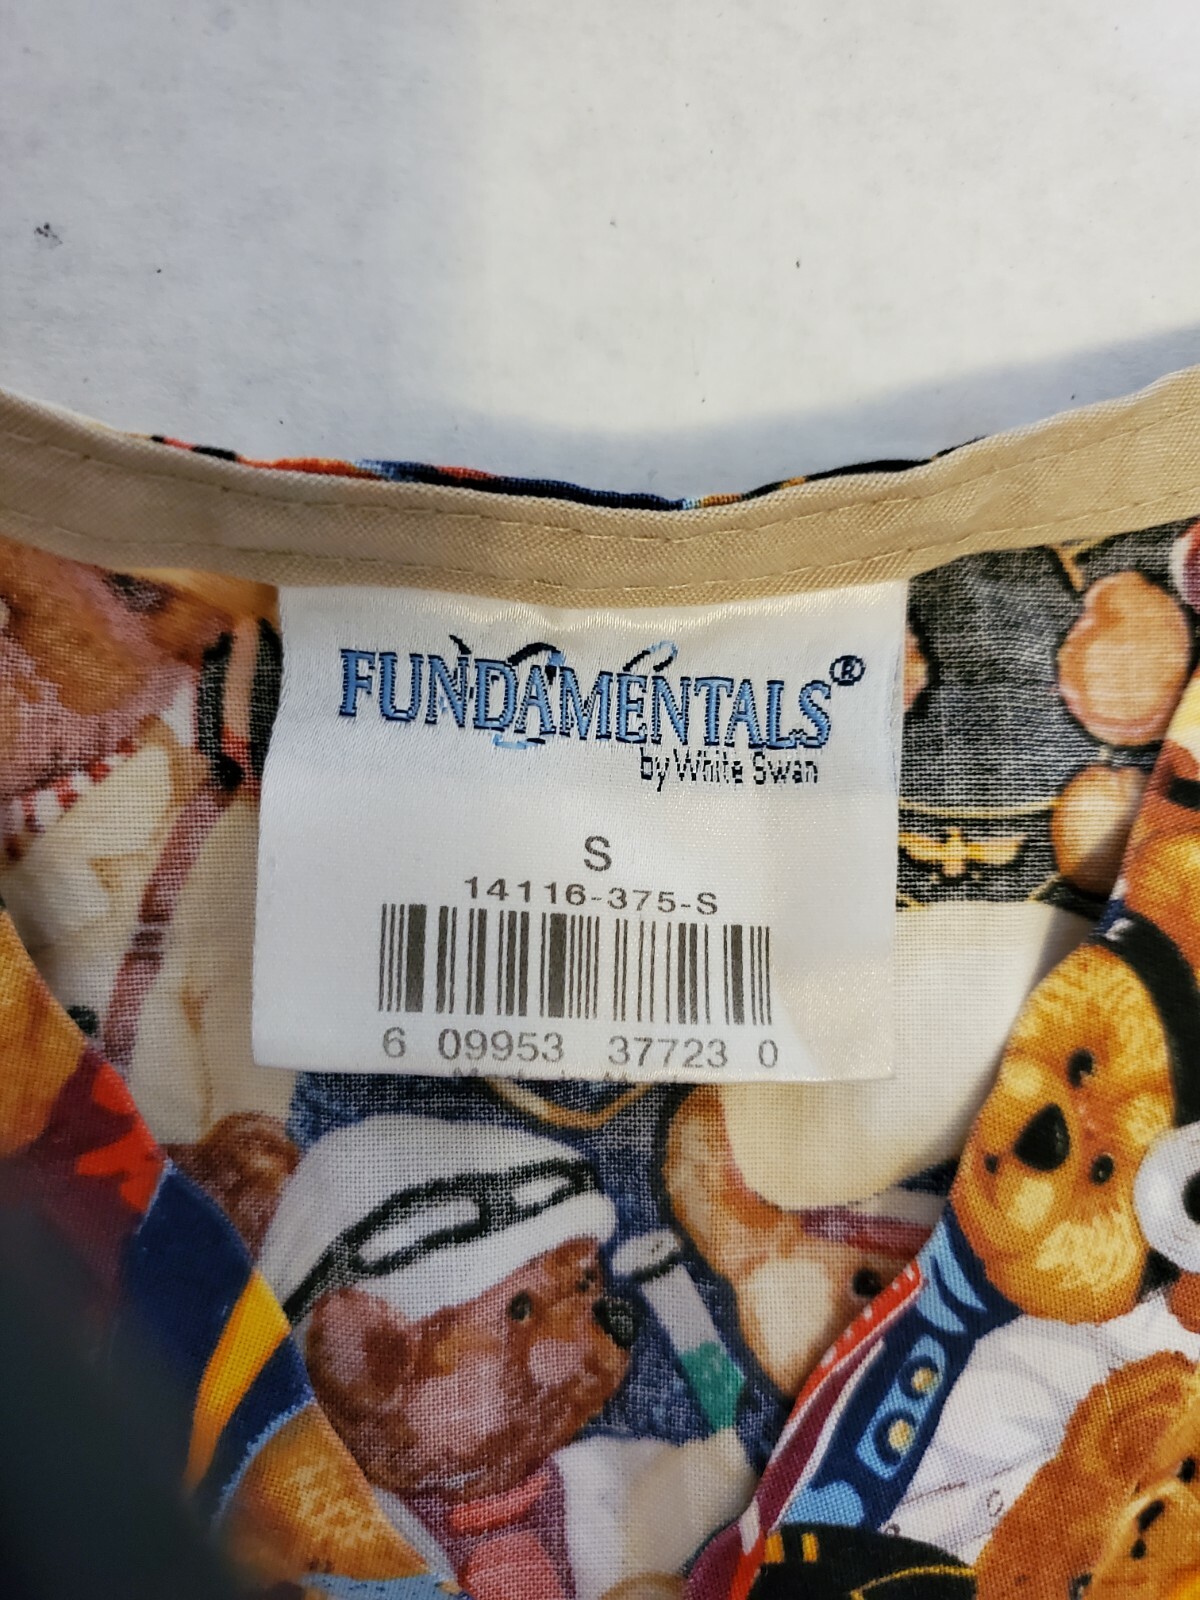 FUNDAMENTALS®
by White Swan
S
14116-375-S
6 09953 37723 0